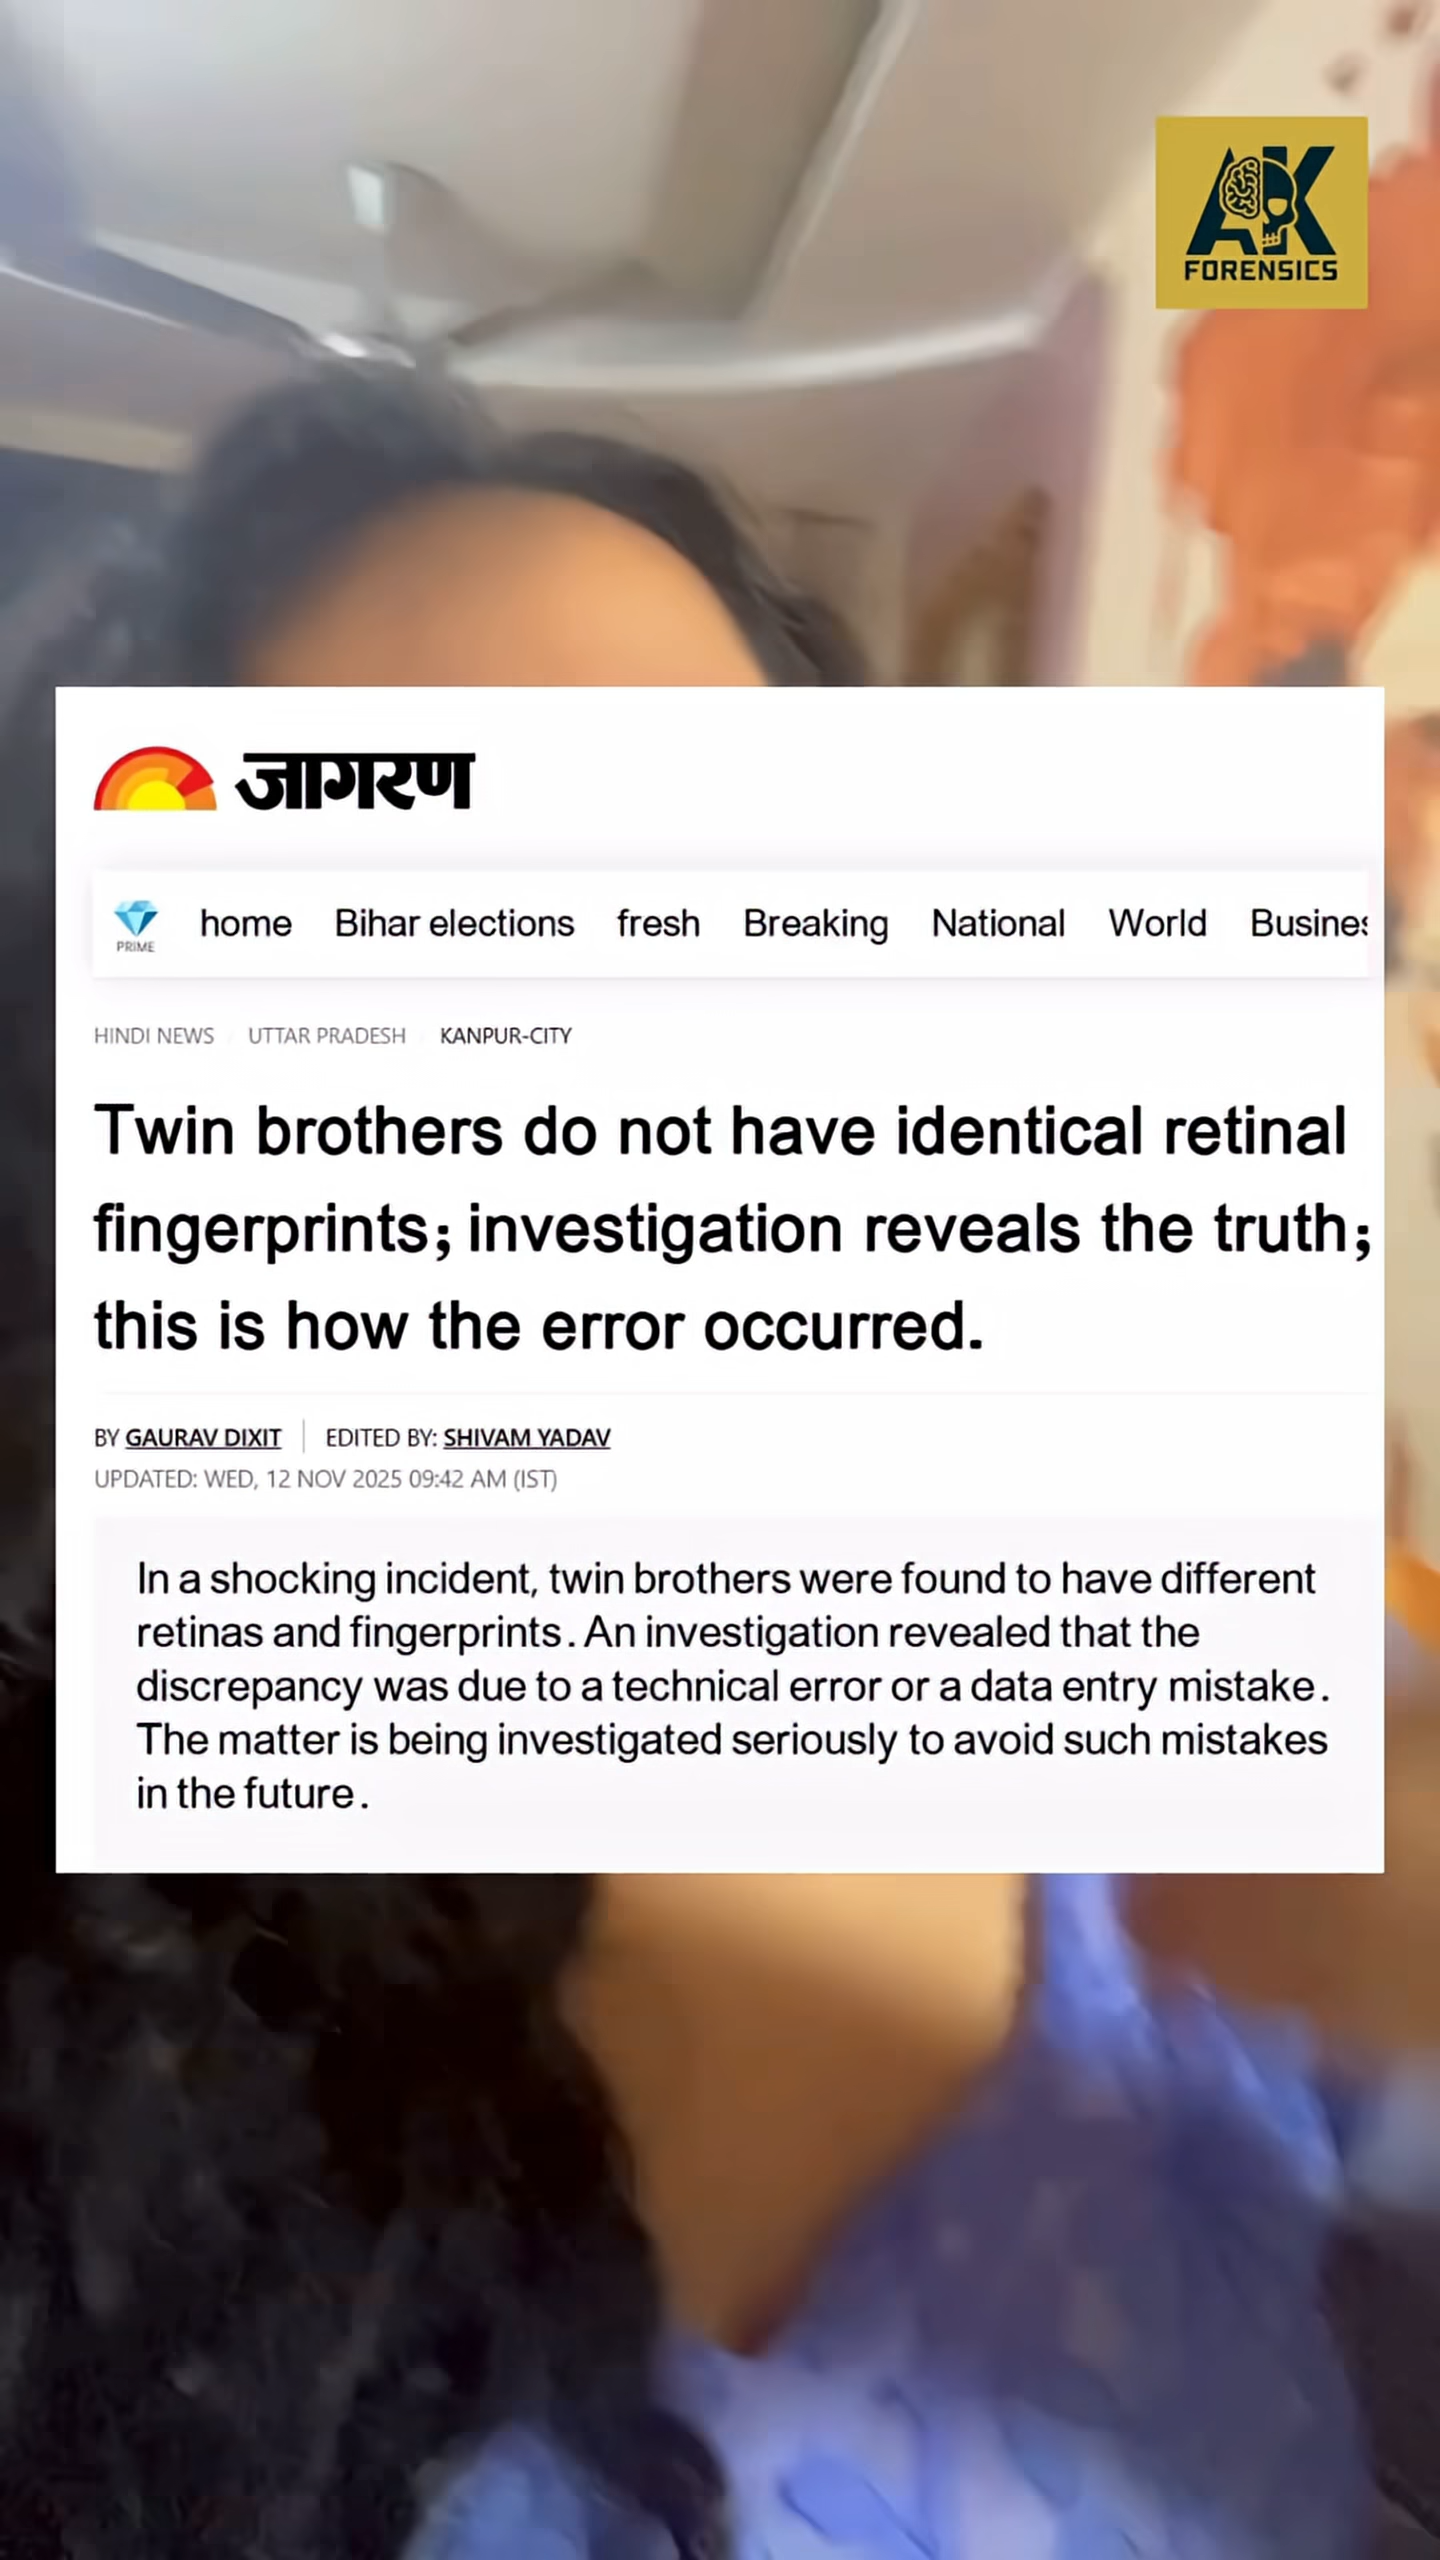 AK
FORENSICS
जागरण
PRIME
home Bihar elections fresh Breaking National World Busines
HINDI NEWS UTTAR PRADESH KANPUR-CITY
Twin brothers do not have identical retinal
fingerprints; investigation reveals the truth;
this is how the error occurred.
BY GAURAV DIXIT EDITED BY: SHIVAM YADAV
UPDATED: WED, 12 NOV 2025 09:42 AM (IST)
In a shocking incident, twin brothers were found to have different
retinas and fingerprints. An investigation revealed that the
discrepancy was due to a technical error or a data entry mistake.
The matter is being investigated seriously to avoid such mistakes
in the future.